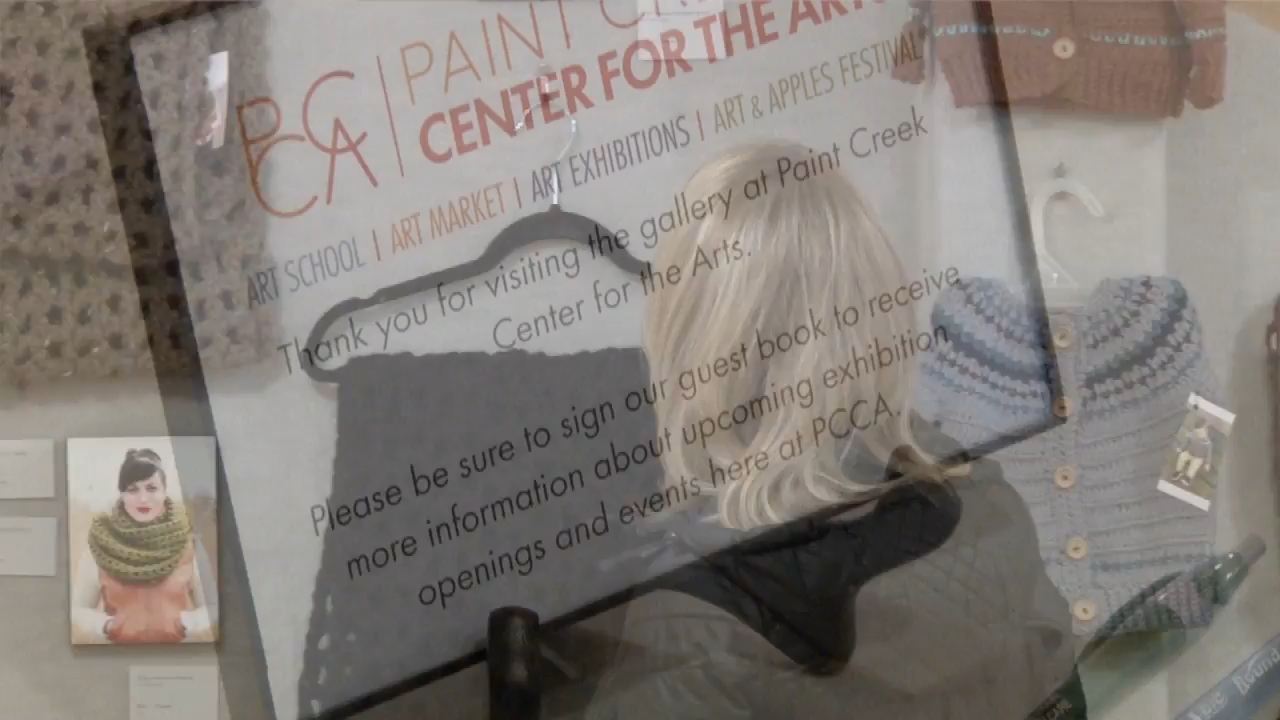 PCCA
PAINT
CENTER FOR THE
ART SCHOOL | ART MARKET | ART EXHIBITIONS | ART & APPLES FESTIVAL
Thank you for visiting the gallery at Paint Creek
Center for the Arts.
Please be sure to sign our guest book to receive
more information about upcoming exhibition
openings and events here at PCCA.